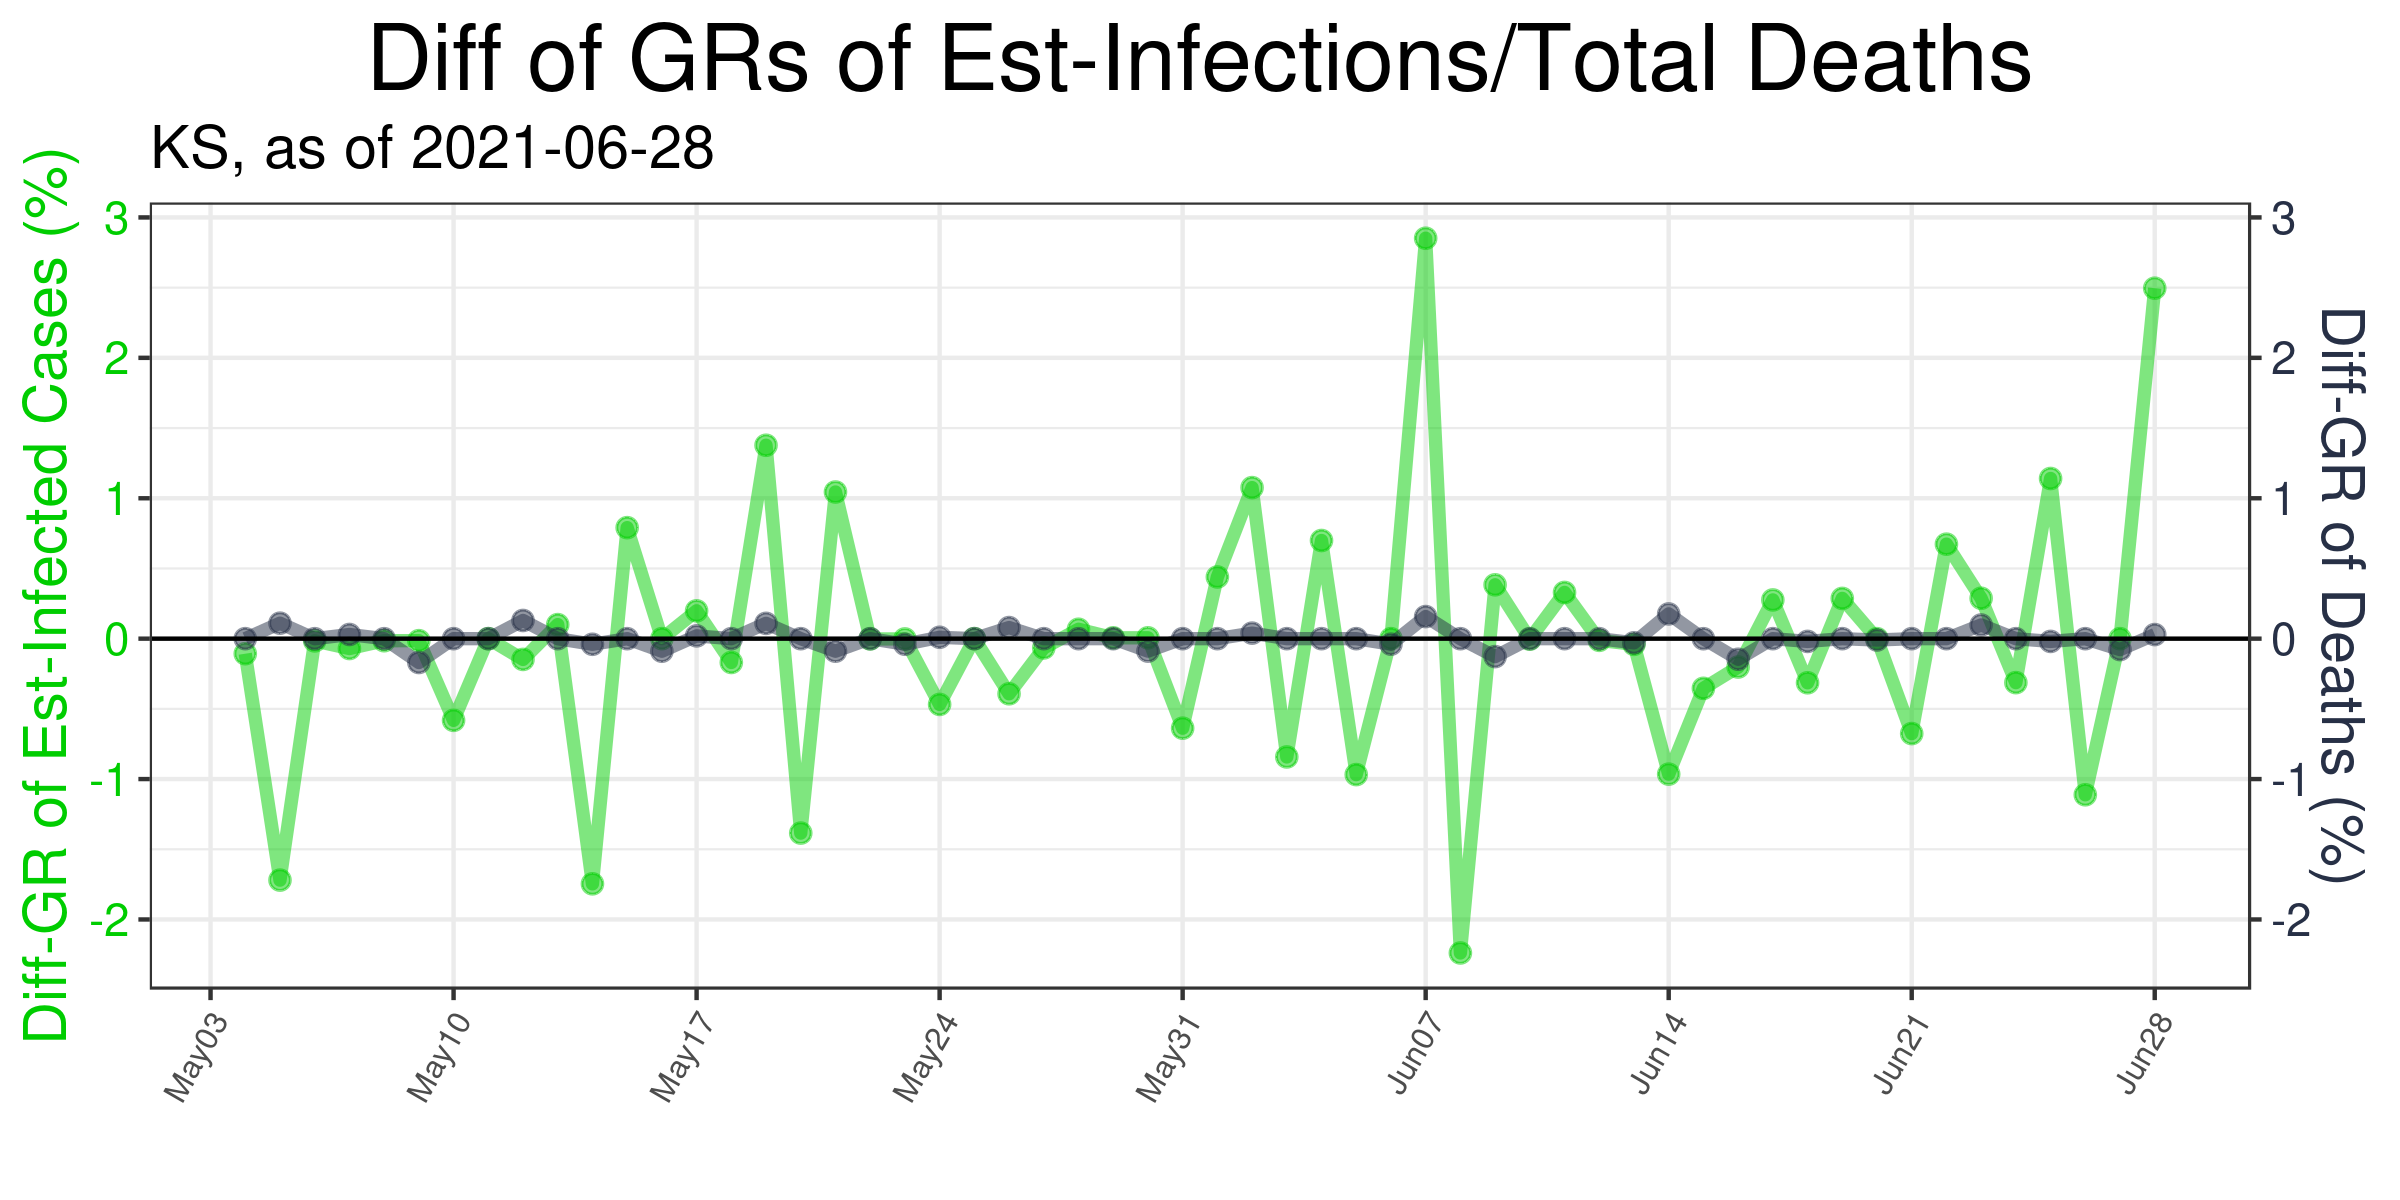 Diff of GRs of Est-Infections/Total Deaths
KS, as of 2021-06-28
Diff-GR of Est-Infected Cases (%)
3
2
1
0
-1
-2
3
2
1
0
-1
-2
Diff-GR of Deaths (%)
May03
May10
May17
May24
May31
Jun07
Jun14
Jun21
Jun28